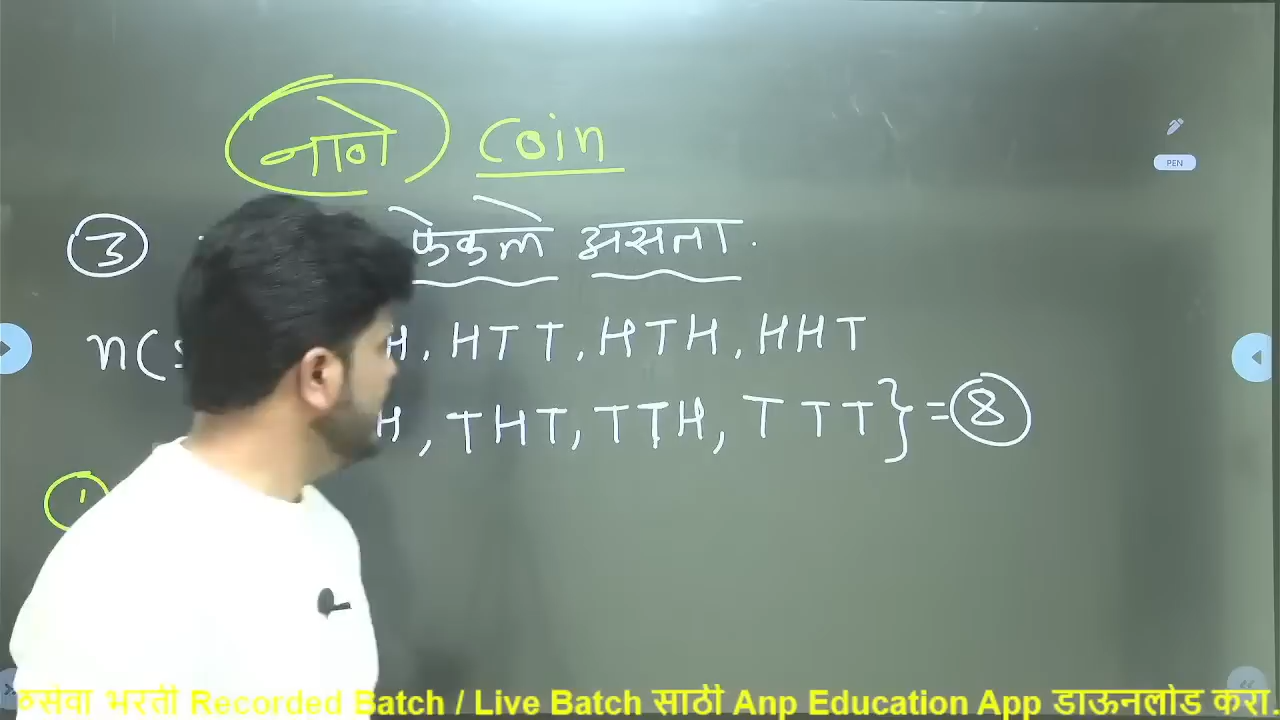 नाणे Coin
3 फेकले असता.
n(s H, HTT, HTH, HHT
H, THT, TTH, TTT} = 8
1
PEN
सेवा भरती Recorded Batch / Live Batch साठी Anp Education App डाऊनलोड करा.